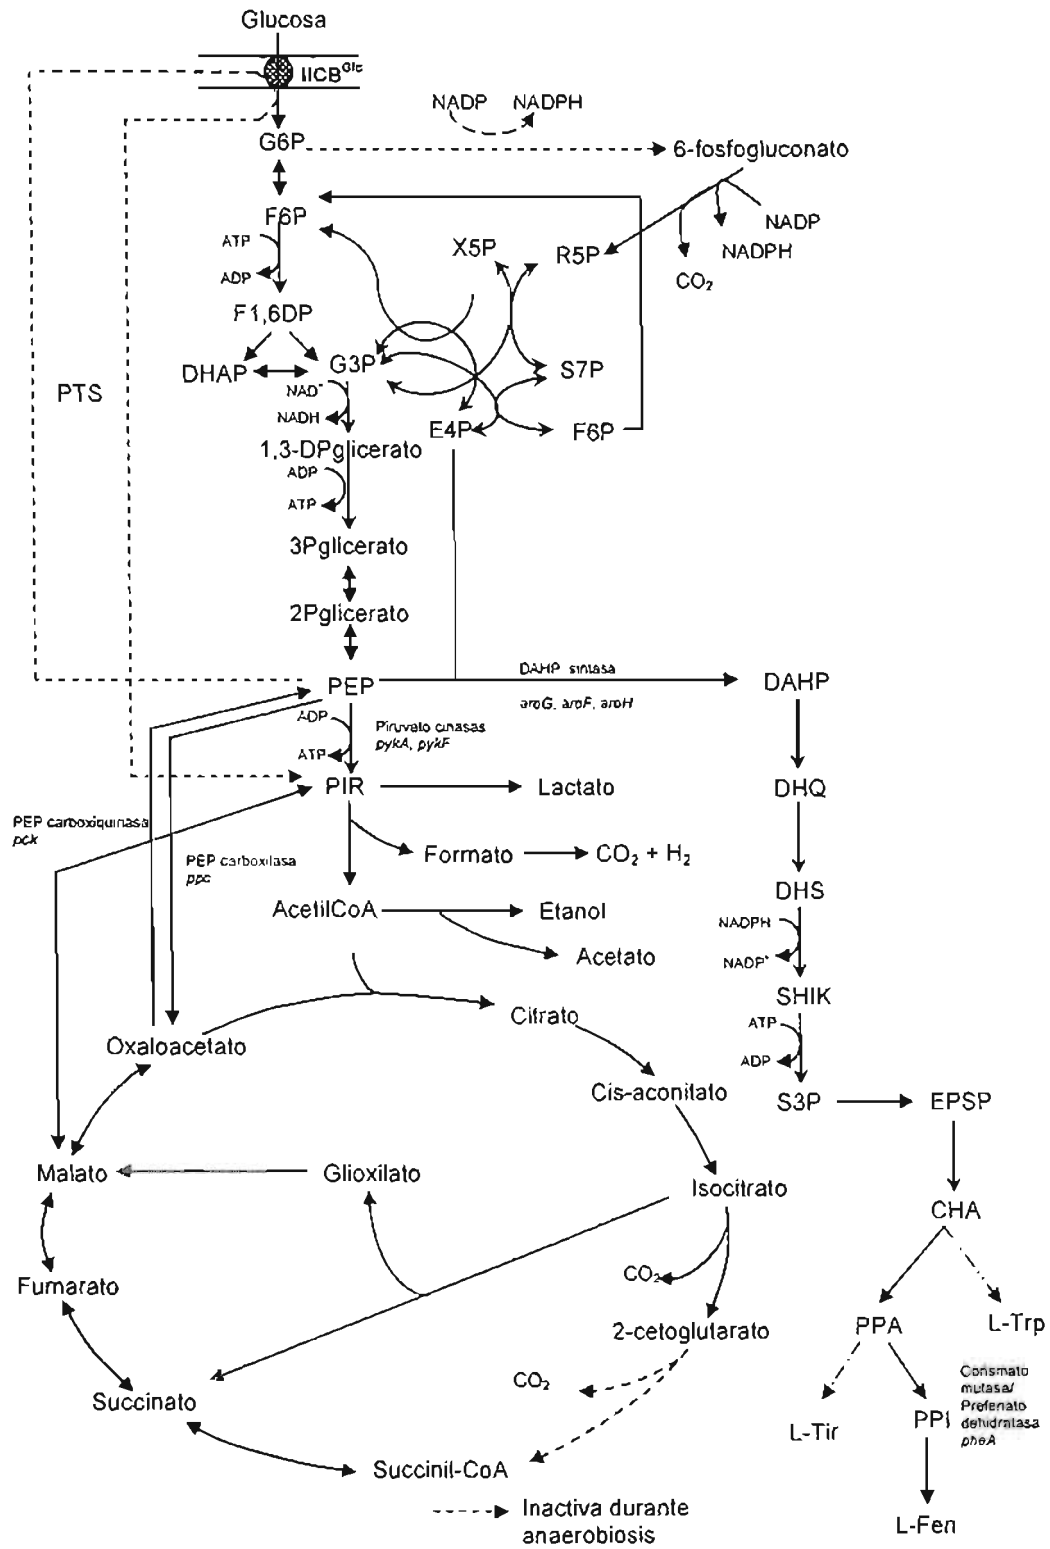 Glucosa
IICB^Glc
NADP NADPH
G6P
6-fosfogluconato
F6P
ATP
ADP
X5P
R5P
NADP
NADPH
CO2
F1,6DP
DHAP
G3P
S7P
PTS
NAD+
NADH
E4P
F6P
1,3-DPglicerato
ADP
ATP
3Pglicerato
2Pglicerato
PEP
DAHP sintasa
aroG, aroF, aroH
DAHP
ADP
ATP
Piruvato cinasas
pykA, pykF
PIR
Lactato
DHQ
PEP carboxiquinasa
pck
PEP carboxilasa
ppc
Formato
CO2 + H2
DHS
AcetilCoA
Etanol
Acetato
NADPH
NADP+
SHIK
Citrato
Oxaloacetato
ATP
ADP
Cis-aconitato
S3P
EPSP
Malato
Glioxilato
Isocitrato
CHA
Fumarato
CO2
2-cetoglutarato
PPA
L-Trp
CO2
Succinato
Corismato
mutasa/
Prefenato
dehidratasa
pheA
L-Tir
PPI
Succinil-CoA
Inactiva durante
anaerobiosis
L-Fen